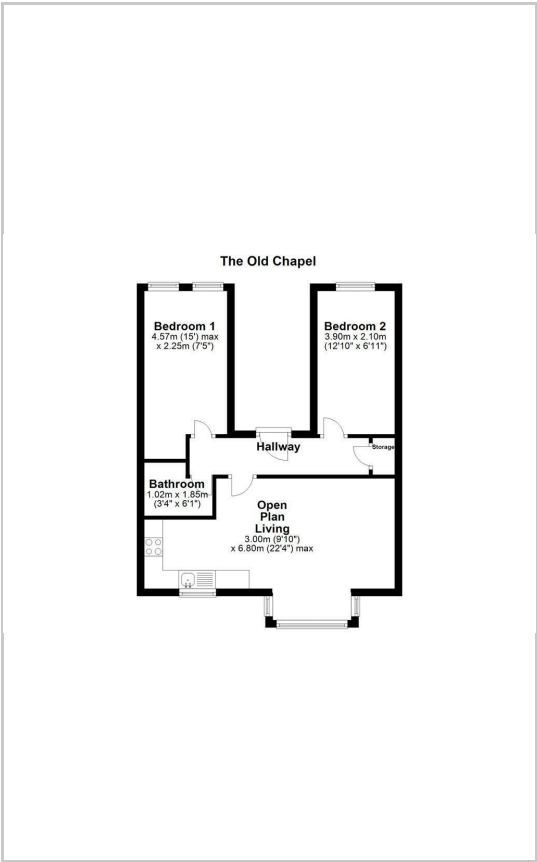 The Old Chapel
Bedroom 1
4.57m (15') max
x 2.25m (7'5")
Bedroom 2
3.90m x 2.10m
(12'10" x 6'11")
Hallway
Storage
Bathroom
1.02m x 1.85m
(3'4" x 6'1")
Open
Plan
Living
3.00m (9'10")
x 6.80m (22'4") max